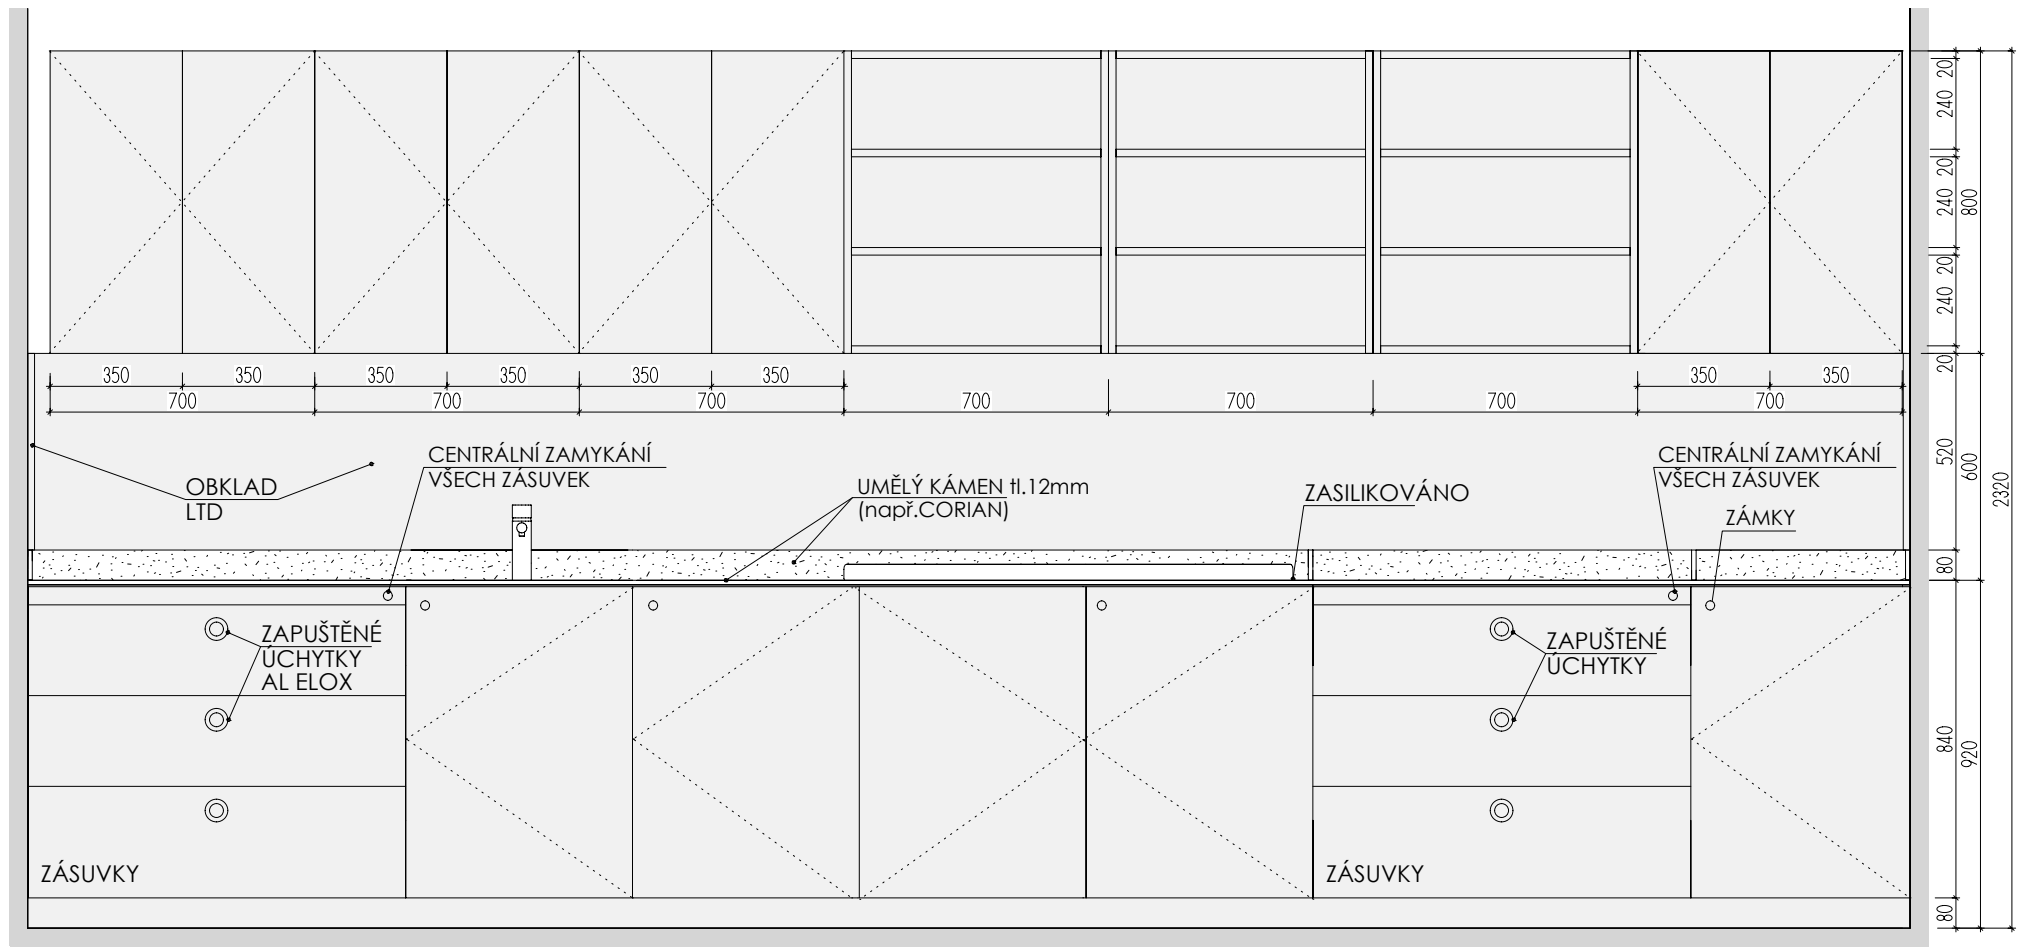 20
240
20
240
800
20
240
20
2320
350
350
350
350
350
350
350
350
700
700
700
700
700
700
700
CENTRÁLNÍ ZAMYKÁNÍ
VŠECH ZÁSUVEK
OBKLAD
LTD
UMĚLÝ KÁMEN tl.12mm
(např.CORIAN)
ZASILIKOVÁNO
CENTRÁLNÍ ZAMYKÁNÍ
VŠECH ZÁSUVEK
ZÁMKY
520
600
80
ZAPUŠTĚNÉ
ÚCHYTKY
AL ELOX
ZAPUŠTĚNÉ
ÚCHYTKY
840
920
ZÁSUVKY
ZÁSUVKY
80